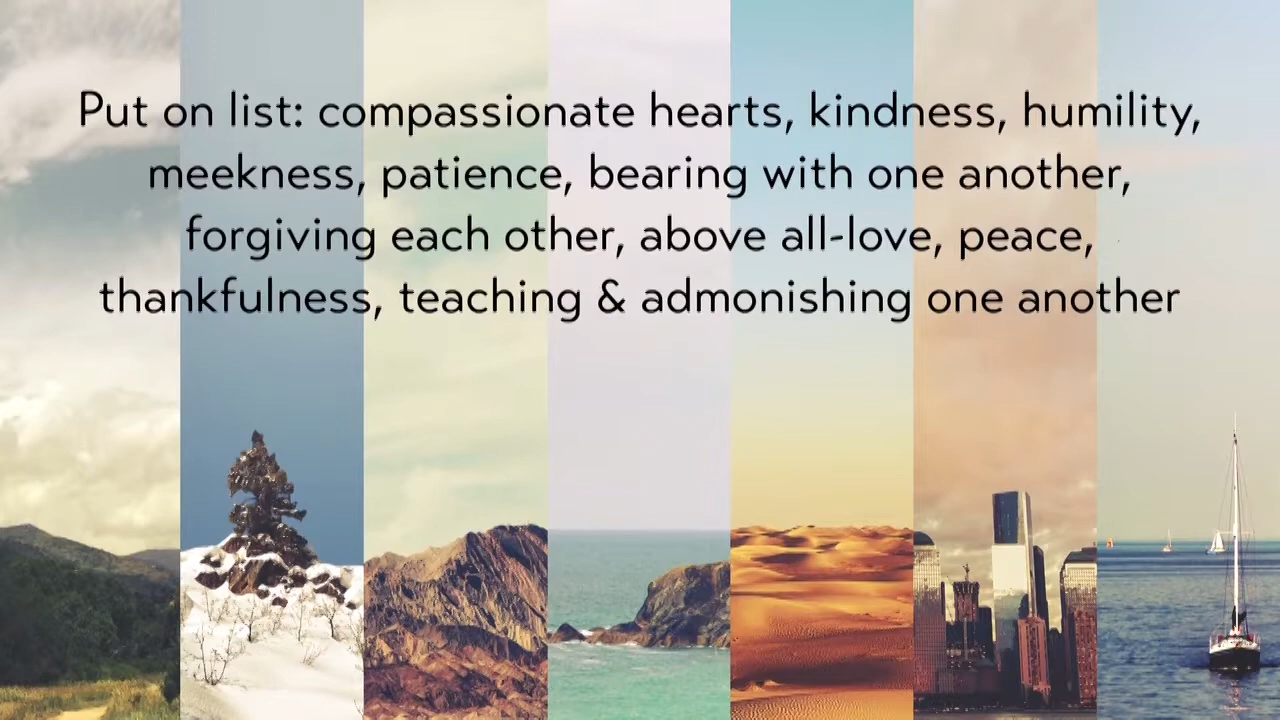 Put on list: compassionate hearts, kindness, humility,
meekness, patience, bearing with one another,
forgiving each other, above all-love, peace,
thankfulness, teaching & admonishing one another